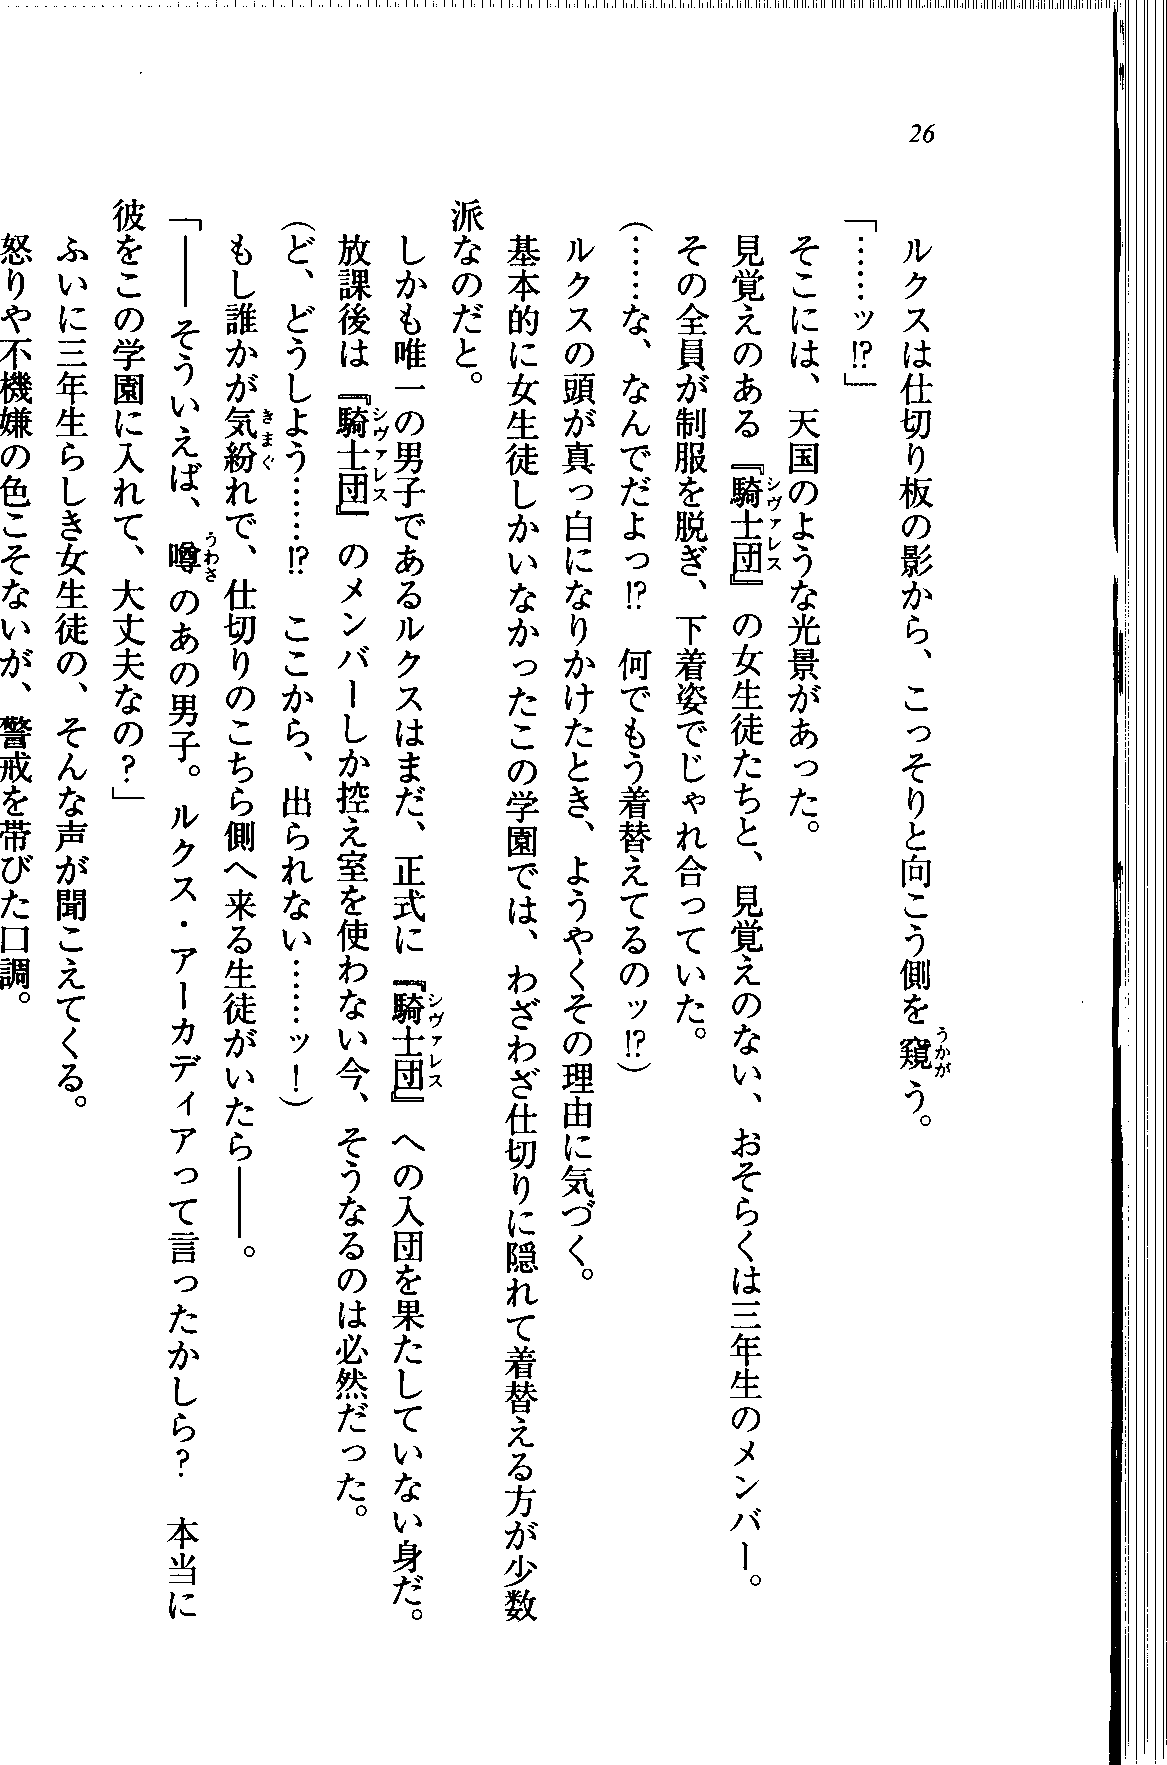 26
　ルクスは仕切り板の影から、こっそりと向こう側を窺う。
「……ッ!?」
　そこには、天国のような光景があった。
　見覚えのある『騎士団』の女生徒たちと、見覚えのない、おそらくは三年生のメンバー。
　その全員が制服を脱ぎ、下着姿でじゃれ合っていた。
（……な、なんでだよっ!?　何でもう着替えてるのッ!?）
　ルクスの頭が真っ白になりかけたとき、ようやくその理由に気づく。
　基本的に女生徒しかいなかったこの学園では、わざわざ仕切りに隠れて着替える方が少数
派なのだと。
　しかも唯一の男子であるルクスはまだ、正式に『騎士団』への入団を果たしていない身だ。
　放課後は『騎士団』のメンバーしか控え室を使わない今、そうなるのは必然だった。
（ど、どうしよう……!?　ここから、出られない……ッ！）
　もし誰かが気紛れで、仕切りのこちら側へ来る生徒がいたら――。
「――そういえば、噂のあの男子。ルクス・アーカディアって言ったかしら？　本当に
彼をこの学園に入れて、大丈夫なの？」
　ふいに三年生らしき女生徒の、そんな声が聞こえてくる。
　怒りや不機嫌の色こそないが、警戒を帯びた口調。